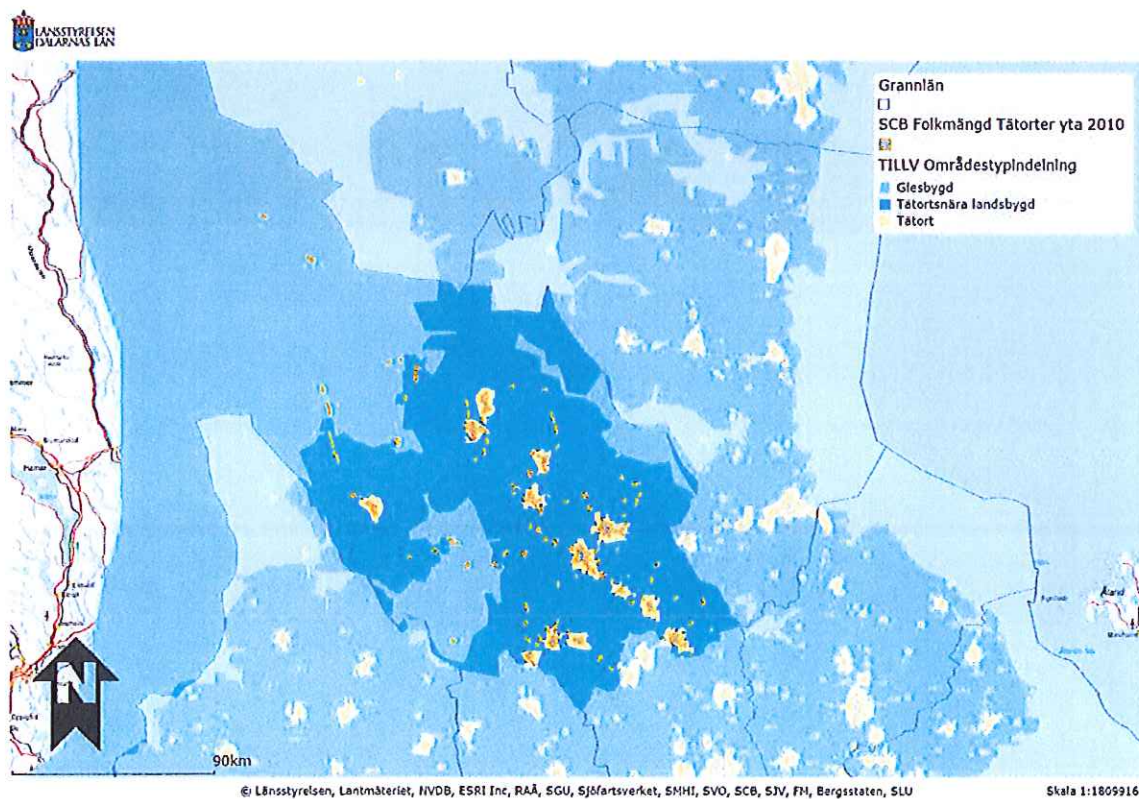 LÄNSSTYRELSEN
DALARNAS LÄN
Grannlän
SCB Folkmängd Tätorter yta 2010
TILLV Områdestypindelning
Glesbygd
Tätortsnära landsbygd
Tätort
Åland
N
90km
© Länsstyrelsen, Lantmäteriet, NVDB, ESRI Inc, RAÄ, SGU, Sjöfartsverket, SMHI, SVO, SCB, SJV, FM, Bergsstaten, SLU
Skala 1:1809916